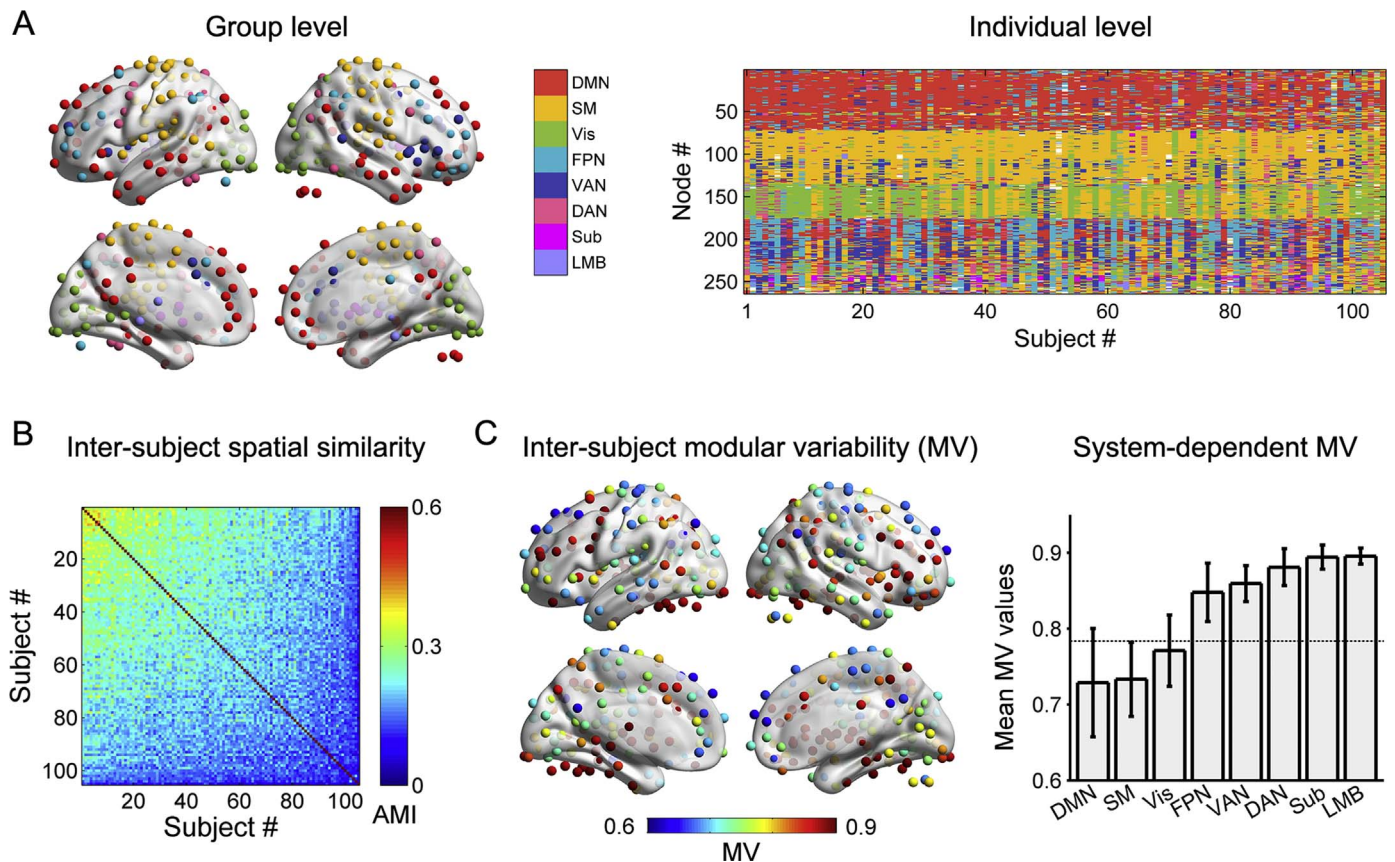 A
Group level
DMN
SM
Vis
FPN
VAN
DAN
Sub
LMB
Individual level
Node #
50
100
150
200
250
1 20 40 60 80 100
Subject #
B
Inter-subject spatial similarity
Subject #
20
40
60
80
100
20 40 60 80 100
Subject #
0.6
0.3
0
AMI
C
Inter-subject modular variability (MV)
0.6 0.9
MV
System-dependent MV
Mean MV values
0.9
0.8
0.7
0.6
DMN SM Vis FPN VAN DAN Sub LMB